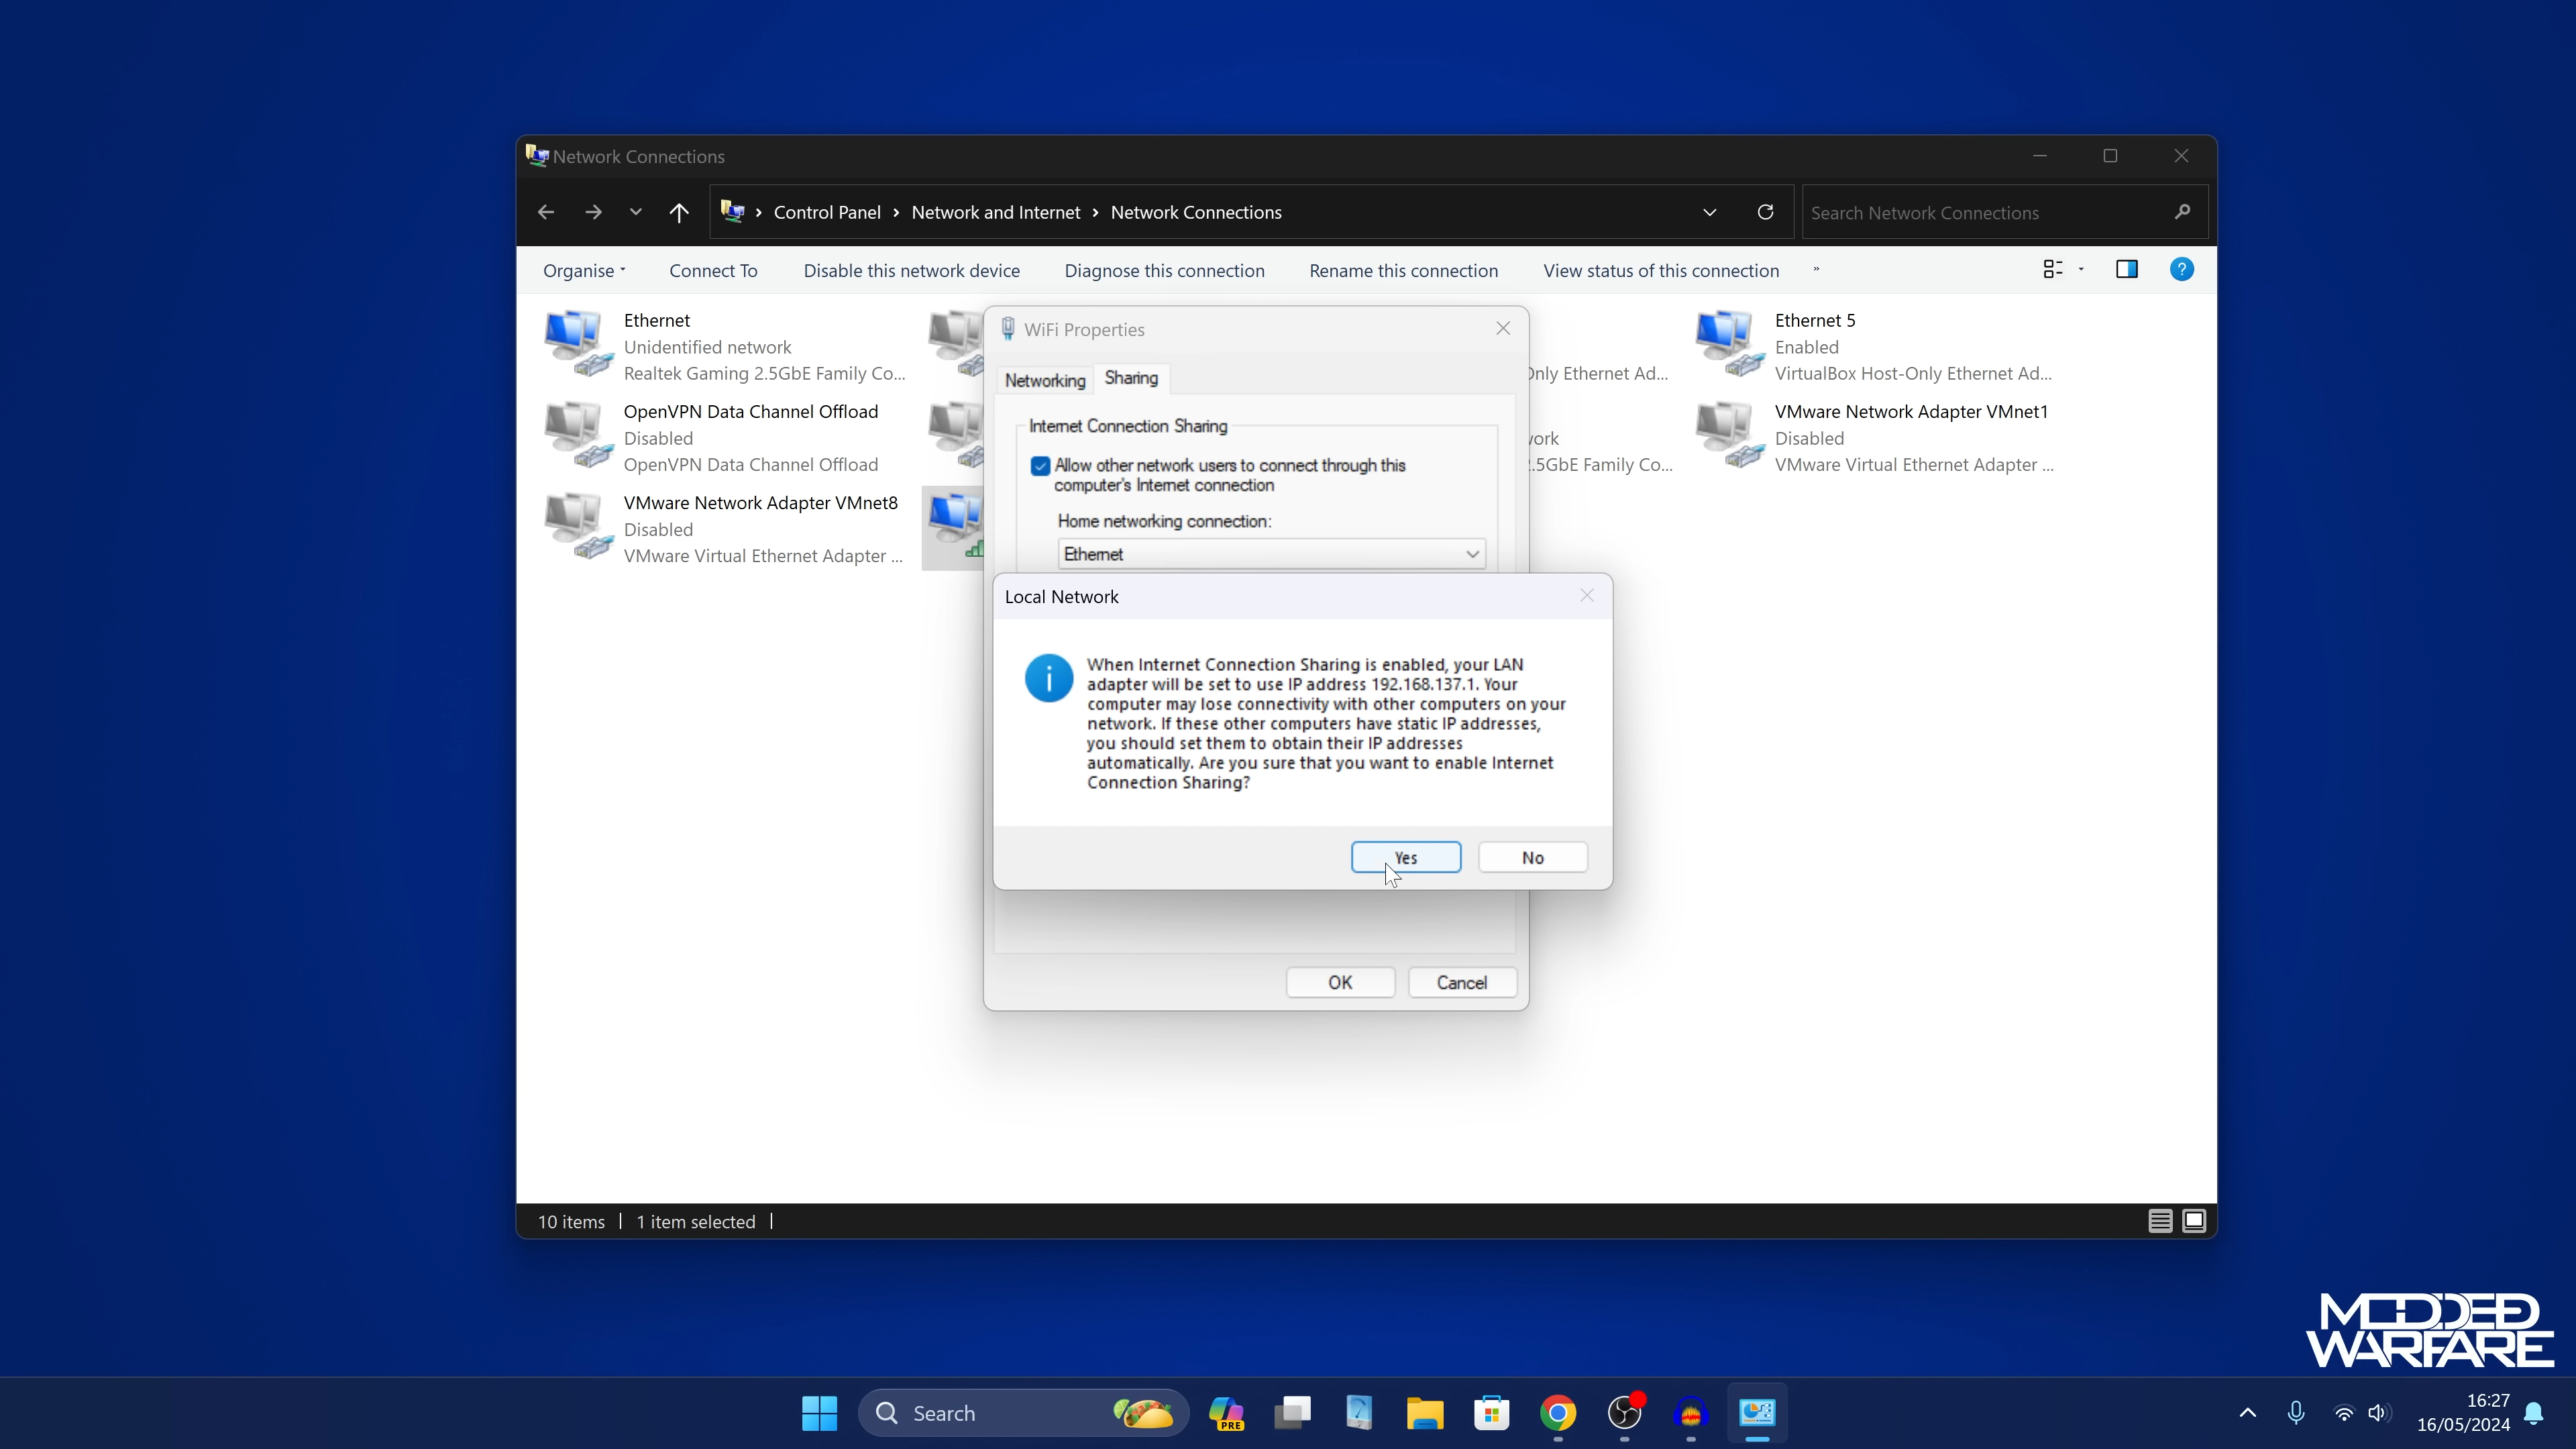 Network Connections
Control Panel
Network and Internet
Network Connections
Search Network Connections
Organise
Connect To
Disable this network device
Diagnose this connection
Rename this connection
View status of this connection
»
?
Ethernet
Unidentified network
Realtek Gaming 2.5GbE Family Co...
Only Ethernet Ad...
Ethernet 5
Enabled
VirtualBox Host-Only Ethernet Ad...
OpenVPN Data Channel Offload
Disabled
OpenVPN Data Channel Offload
.5GbE Family Co...
VMware Network Adapter VMnet1
Disabled
VMware Virtual Ethernet Adapter ...
VMware Network Adapter VMnet8
Disabled
VMware Virtual Ethernet Adapter ...
WiFi Properties
Networking
Sharing
Internet Connection Sharing
Allow other network users to connect through this
computer's Internet connection
Home networking connection:
Ethernet
Local Network
When Internet Connection Sharing is enabled, your LAN
adapter will be set to use IP address 192.168.137.1. Your
computer may lose connectivity with other computers on your
network. If these other computers have static IP addresses,
you should set them to obtain their IP addresses
automatically. Are you sure that you want to enable Internet
Connection Sharing?
Yes
No
OK
Cancel
10 items
1 item selected
MODDED
WARFARE
Search
PRE
16:27
16/05/2024